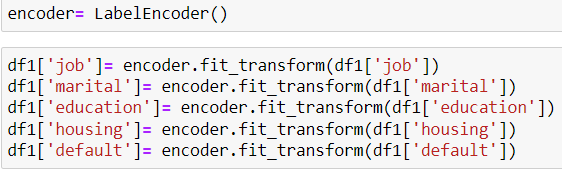 encoder= LabelEncoder()
df1['job']= encoder.fit_transform(df1['job'])
df1['marital']= encoder.fit_transform(df1['marital'])
df1['education']= encoder.fit_transform(df1['education'])
df1['housing']= encoder.fit_transform(df1['housing'])
df1['default']= encoder.fit_transform(df1['default'])